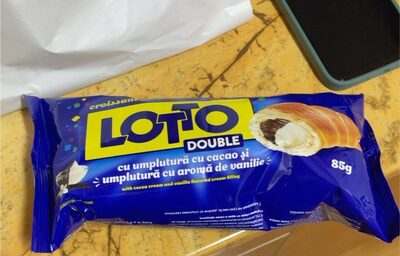 croissant
LOTTO
DOUBLE
cu umplutură cu cacao și
umplutură cu aromă de vanilie
with cocoa cream and vanilla flavored cream filling
85g